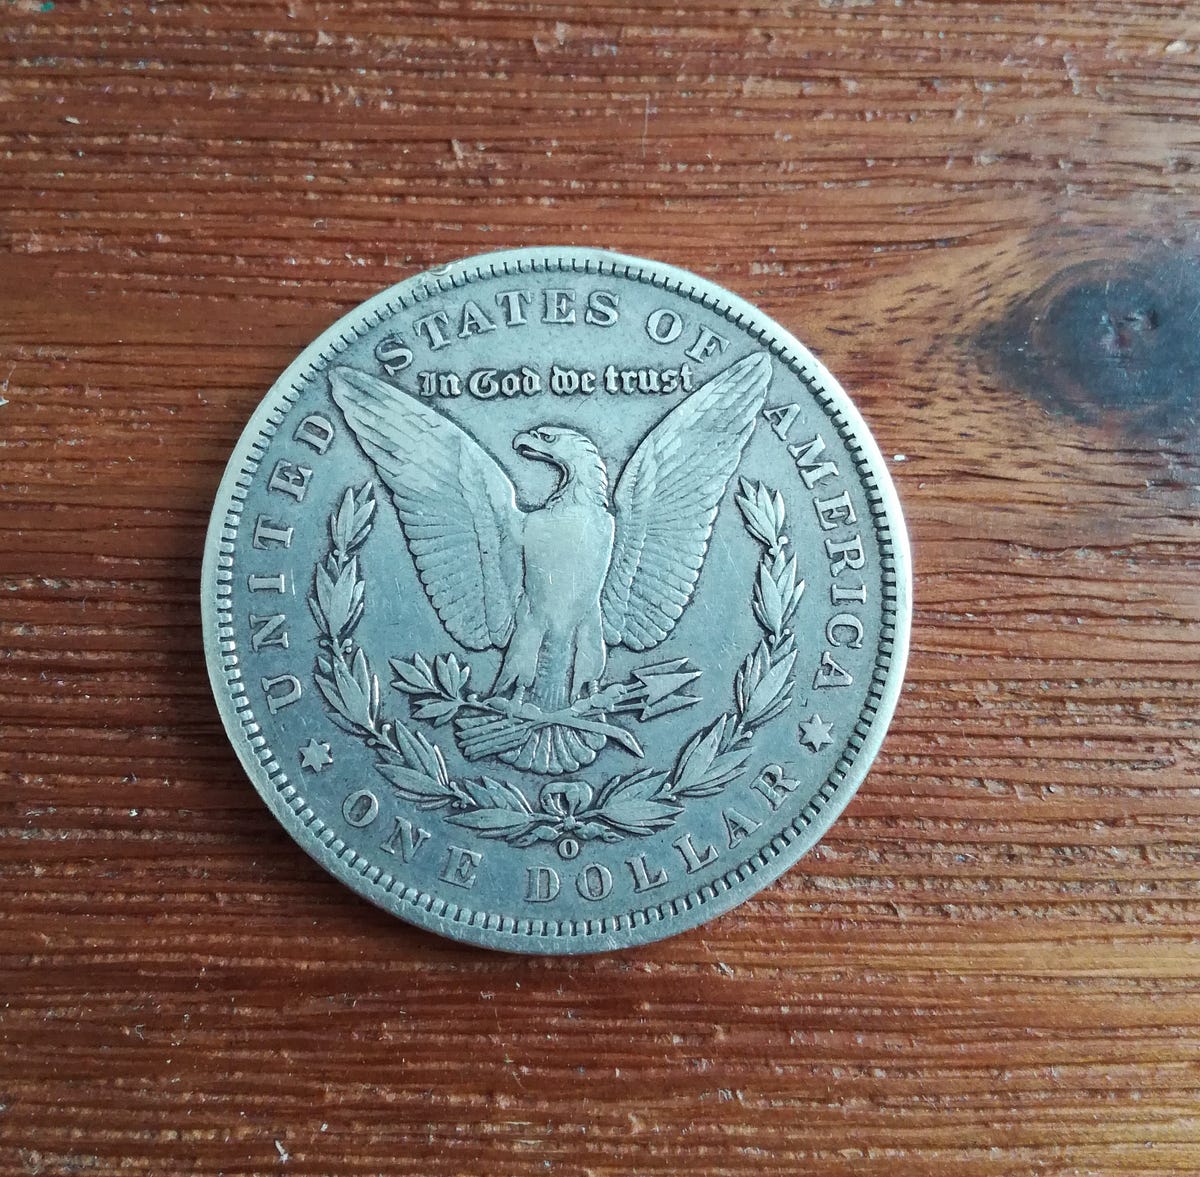 UNITED STATES OF AMERICA
In God we trust
O
ONE DOLLAR